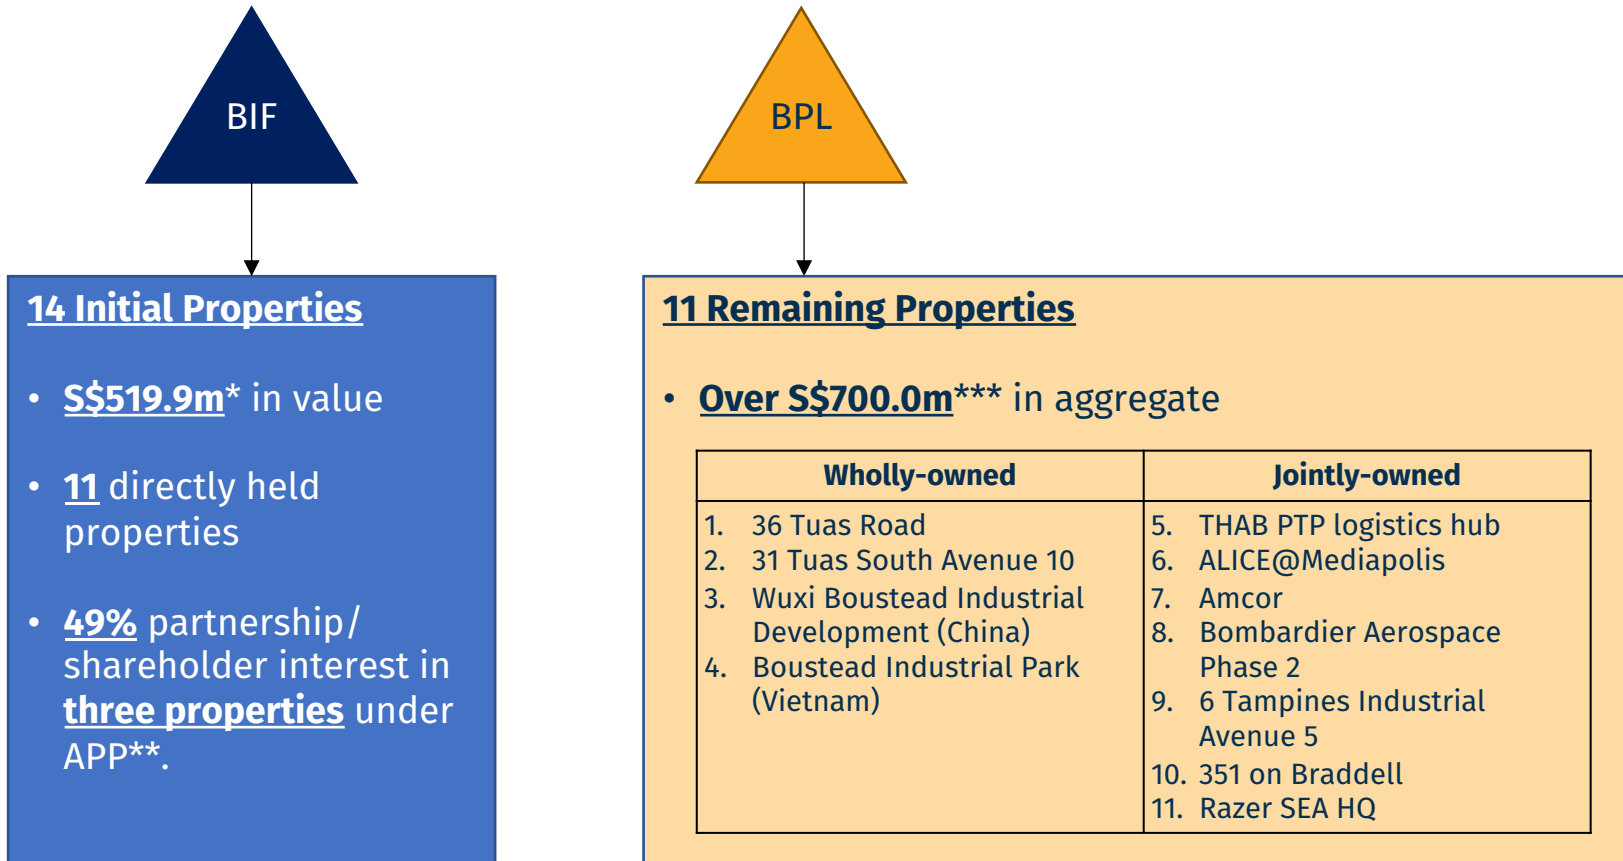 BIF
BPL
14 Initial Properties
• S$519.9m* in value
• 11 directly held
properties
• 49% partnership/
shareholder interest in
three properties under
APP**.
11 Remaining Properties
• Over S$700.0m*** in aggregate
Wholly-owned
1. 36 Tuas Road
2. 31 Tuas South Avenue 10
3. Wuxi Boustead Industrial
Development (China)
4. Boustead Industrial Park
(Vietnam)
Jointly-owned
5. THAB PTP logistics hub
6. ALICE@Mediapolis
7. Amcor
8. Bombardier Aerospace
Phase 2
9. 6 Tampines Industrial
Avenue 5
10. 351 on Braddell
11. Razer SEA HQ